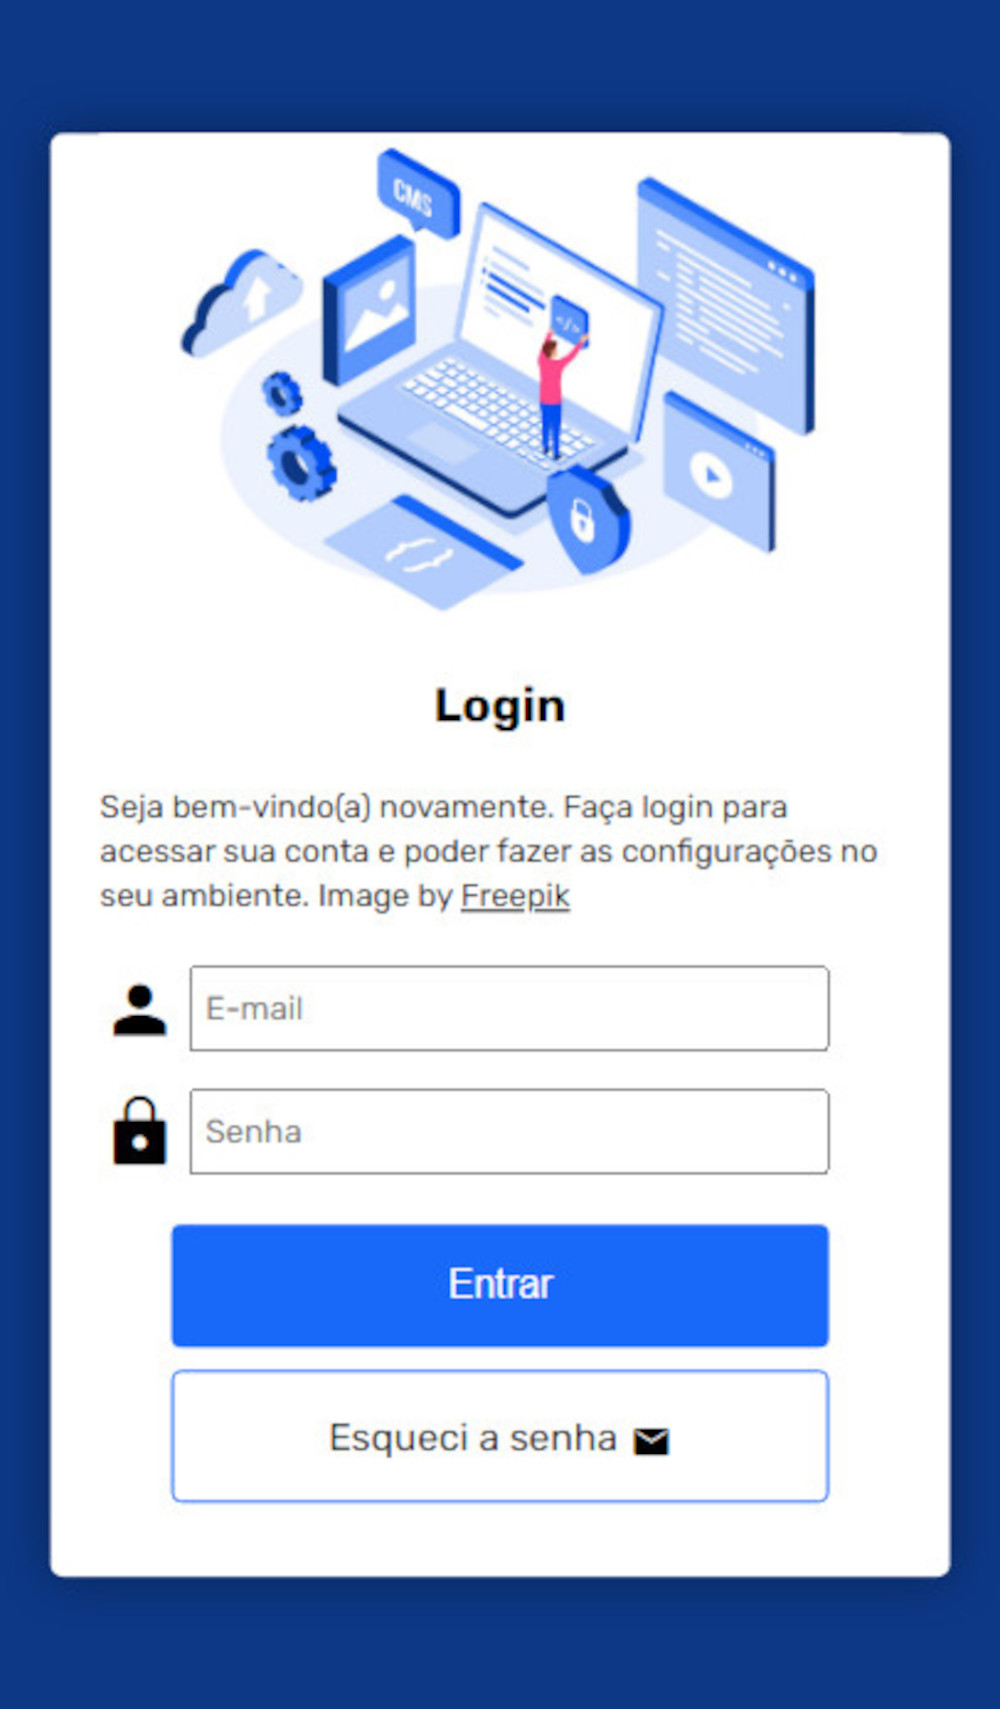 CMS
</>
{}
Login
Seja bem-vindo(a) novamente. Faça login para
acessar sua conta e poder fazer as configurações no
seu ambiente. Image by Freepik
E-mail
Senha
Entrar
Esqueci a senha